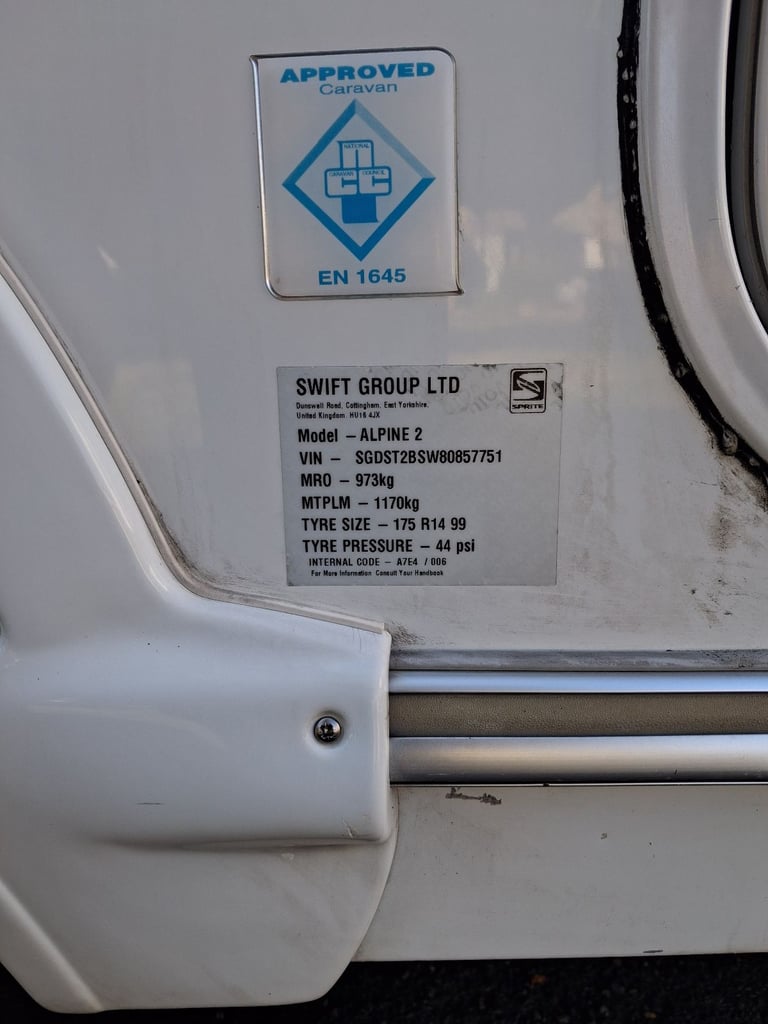 APPROVED
Caravan
NATIONAL
CARAVAN COUNCIL
ncc
EN 1645
SWIFT GROUP LTD
Dunswell Road, Cottingham, East Yorkshire,
United Kingdom. HU16 4JX
SPRITE
Model – ALPINE 2
VIN – SGDST2BSW80857751
MRO – 973kg
MTPLM – 1170kg
TYRE SIZE – 175 R14 99
TYRE PRESSURE – 44 psi
INTERNAL CODE – A7E4 / 006
For More Information Consult Your Handbook